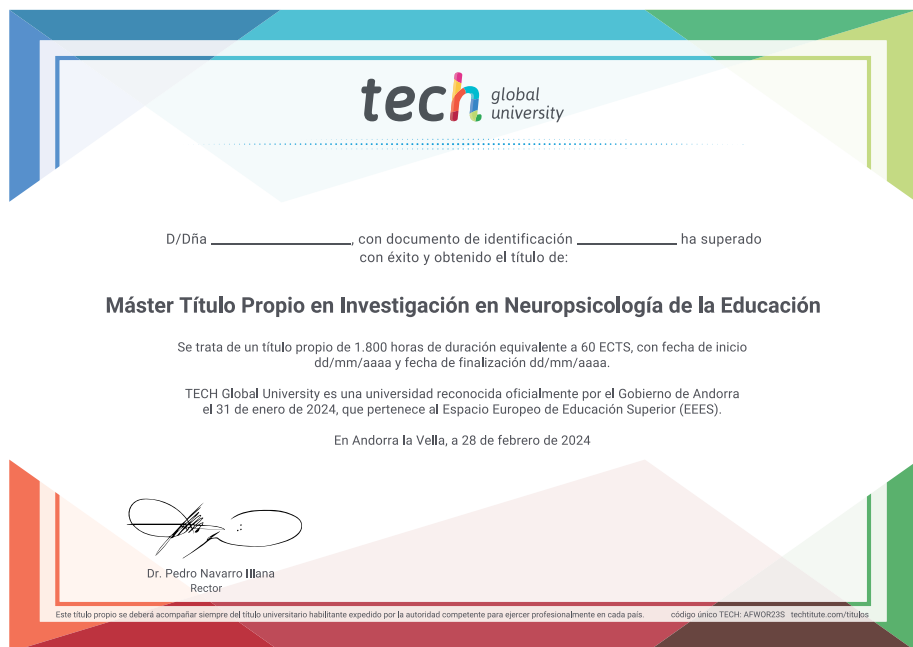 tech global university
D/Dña ______________, con documento de identificación __________ ha superado
con éxito y obtenido el título de:
Máster Título Propio en Investigación en Neuropsicología de la Educación
Se trata de un título propio de 1.800 horas de duración equivalente a 60 ECTS, con fecha de inicio
dd/mm/aaaa y fecha de finalización dd/mm/aaaa.
TECH Global University es una universidad reconocida oficialmente por el Gobierno de Andorra
el 31 de enero de 2024, que pertenece al Espacio Europeo de Educación Superior (EEES).
En Andorra la Vella, a 28 de febrero de 2024
Dr. Pedro Navarro Illana
Rector
Este título propio se deberá acompañar siempre del título universitario habilitante expedido por la autoridad competente para ejercer profesionalmente en cada país. código único TECH: AFWOR23S techtitute.com/titulos